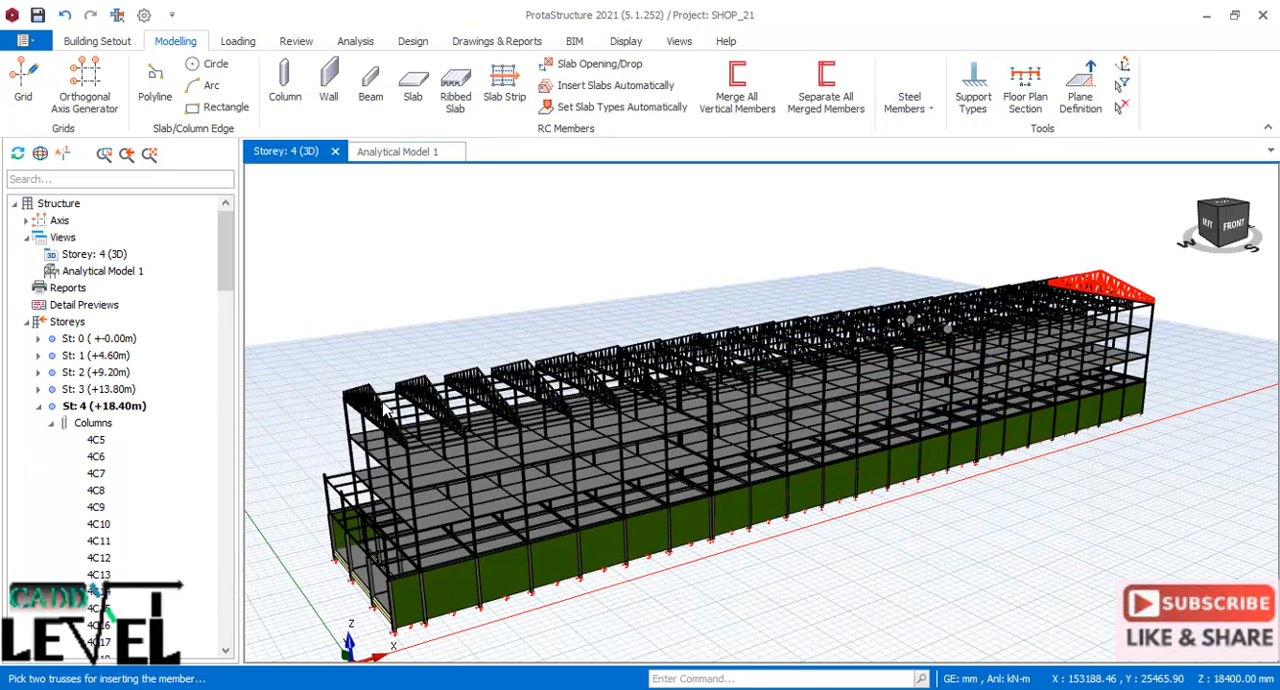 ProtaStructure 2021 (5.1.252) / Project: SHOP_21
Building Setout Modelling Loading Review Analysis Design Drawings & Reports BIM Display Views Help
Grid
Orthogonal
Axis Generator
Grids
Polyline
Circle
Arc
Rectangle
Slab/Column Edge
Column
Wall
Beam
Slab
Ribbed
Slab
Slab Strip
Slab Opening/Drop
Insert Slabs Automatically
Set Slab Types Automatically
Merge All
Vertical Members
Separate All
Merged Members
RC Members
Steel
Members
Support
Types
Floor Plan
Section
Plane
Definition
Tools
Storey: 4 (3D)
Analytical Model 1
Search...
Structure
Axis
Views
3D Storey: 4 (3D)
Analytical Model 1
Reports
Detail Previews
Storeys
St: 0 ( +-0.00m)
St: 1 (+4.60m)
St: 2 (+9.20m)
St: 3 (+13.80m)
St: 4 (+18.40m)
Columns
4C5
4C6
4C7
4C8
4C9
4C10
4C11
4C12
4C13
CADD
LEVEL
LEFT FRONT
W S
Z
X
SUBSCRIBE
LIKE & SHARE
Pick two trusses for inserting the member...
Enter Command...
GE: mm , Anl: kN-m
X : 153188.46 , Y : 25465.90
Z : 18400.00 mm